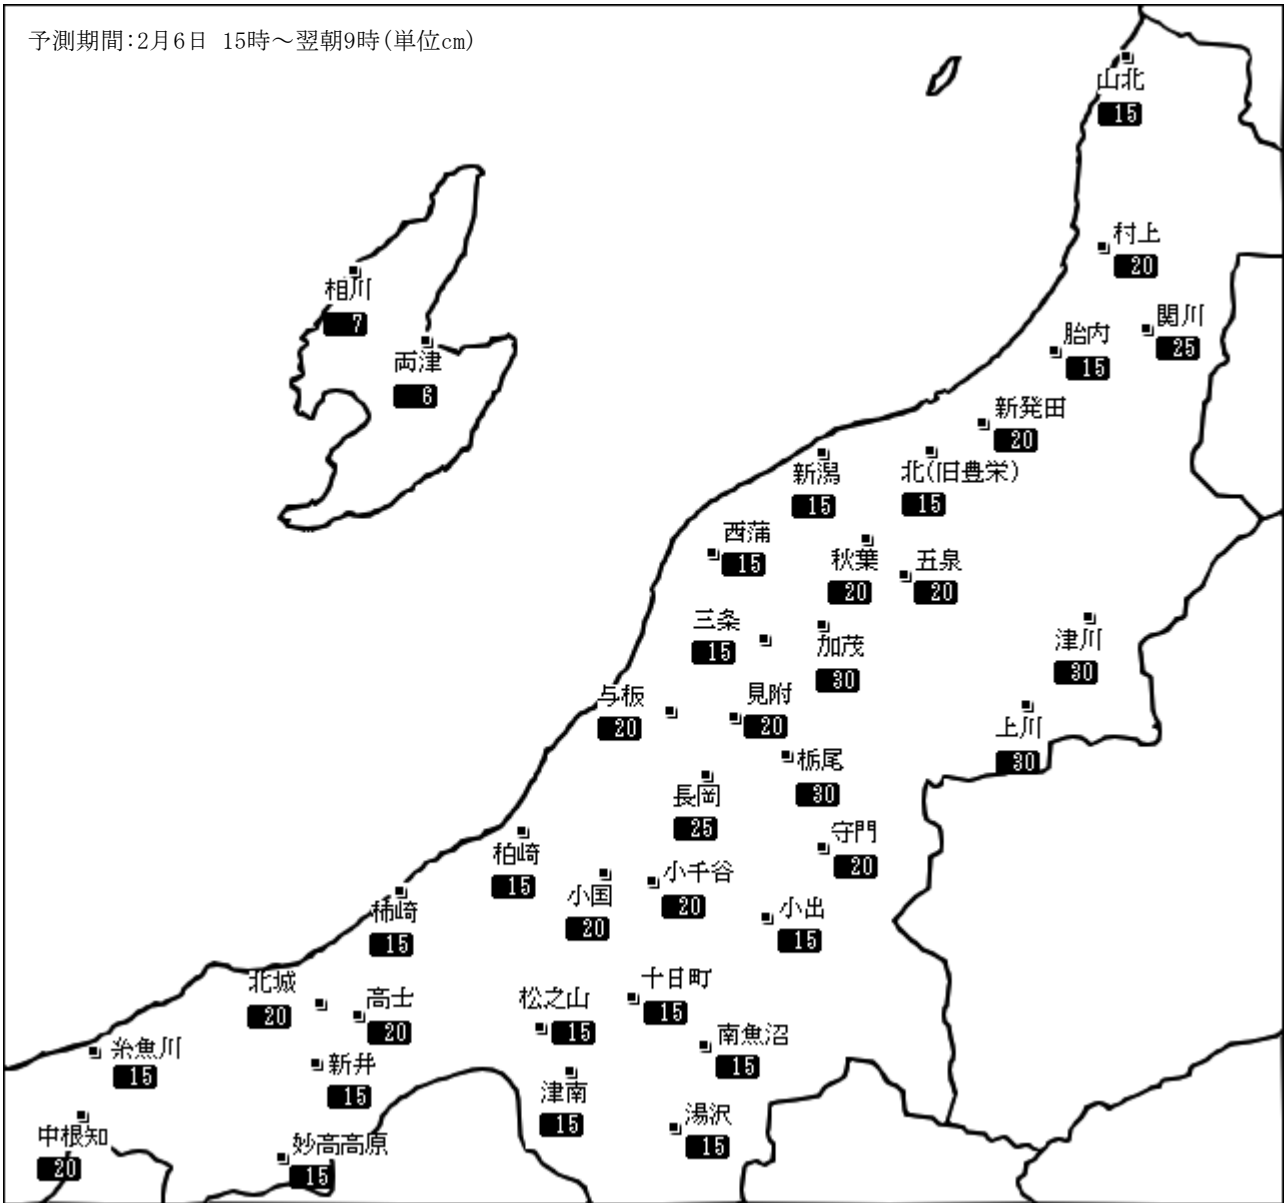 予測期間:2月6日 15時～翌朝9時(単位cm)
山北
15
村上
20
相川
7
関川
25
胎内
15
両津
6
新発田
20
新潟
15
北(旧豊栄)
15
西蒲
15
秋葉
20
五泉
20
三条
15
加茂
30
津川
30
与板
20
見附
20
上川
30
栃尾
30
長岡
25
守門
20
柏崎
15
小国
20
小千谷
20
柿崎
15
小出
15
北城
20
高士
20
松之山
15
十日町
15
南魚沼
15
糸魚川
15
新井
15
津南
15
湯沢
15
中根知
20
妙高高原
15